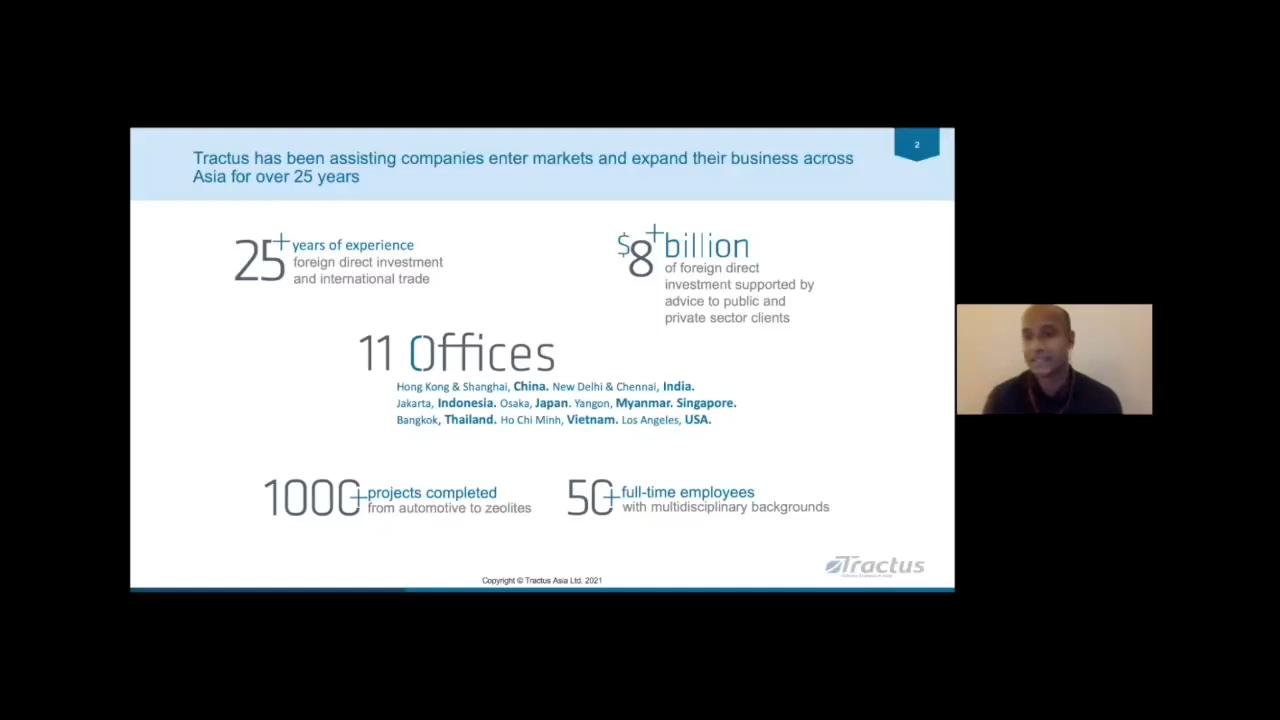 Tractus has been assisting companies enter markets and expand their business across
Asia for over 25 years
2
25+ years of experience
foreign direct investment
and international trade
$8+ billion
of foreign direct
investment supported by
advice to public and
private sector clients
11 Offices
Hong Kong & Shanghai, China. New Delhi & Chennai, India.
Jakarta, Indonesia. Osaka, Japan. Yangon, Myanmar. Singapore.
Bangkok, Thailand. Ho Chi Minh, Vietnam. Los Angeles, USA.
1000+ projects completed
from automotive to zeolites
50+ full-time employees
with multidisciplinary backgrounds
Tractus
Copyright © Tractus Asia Ltd. 2021